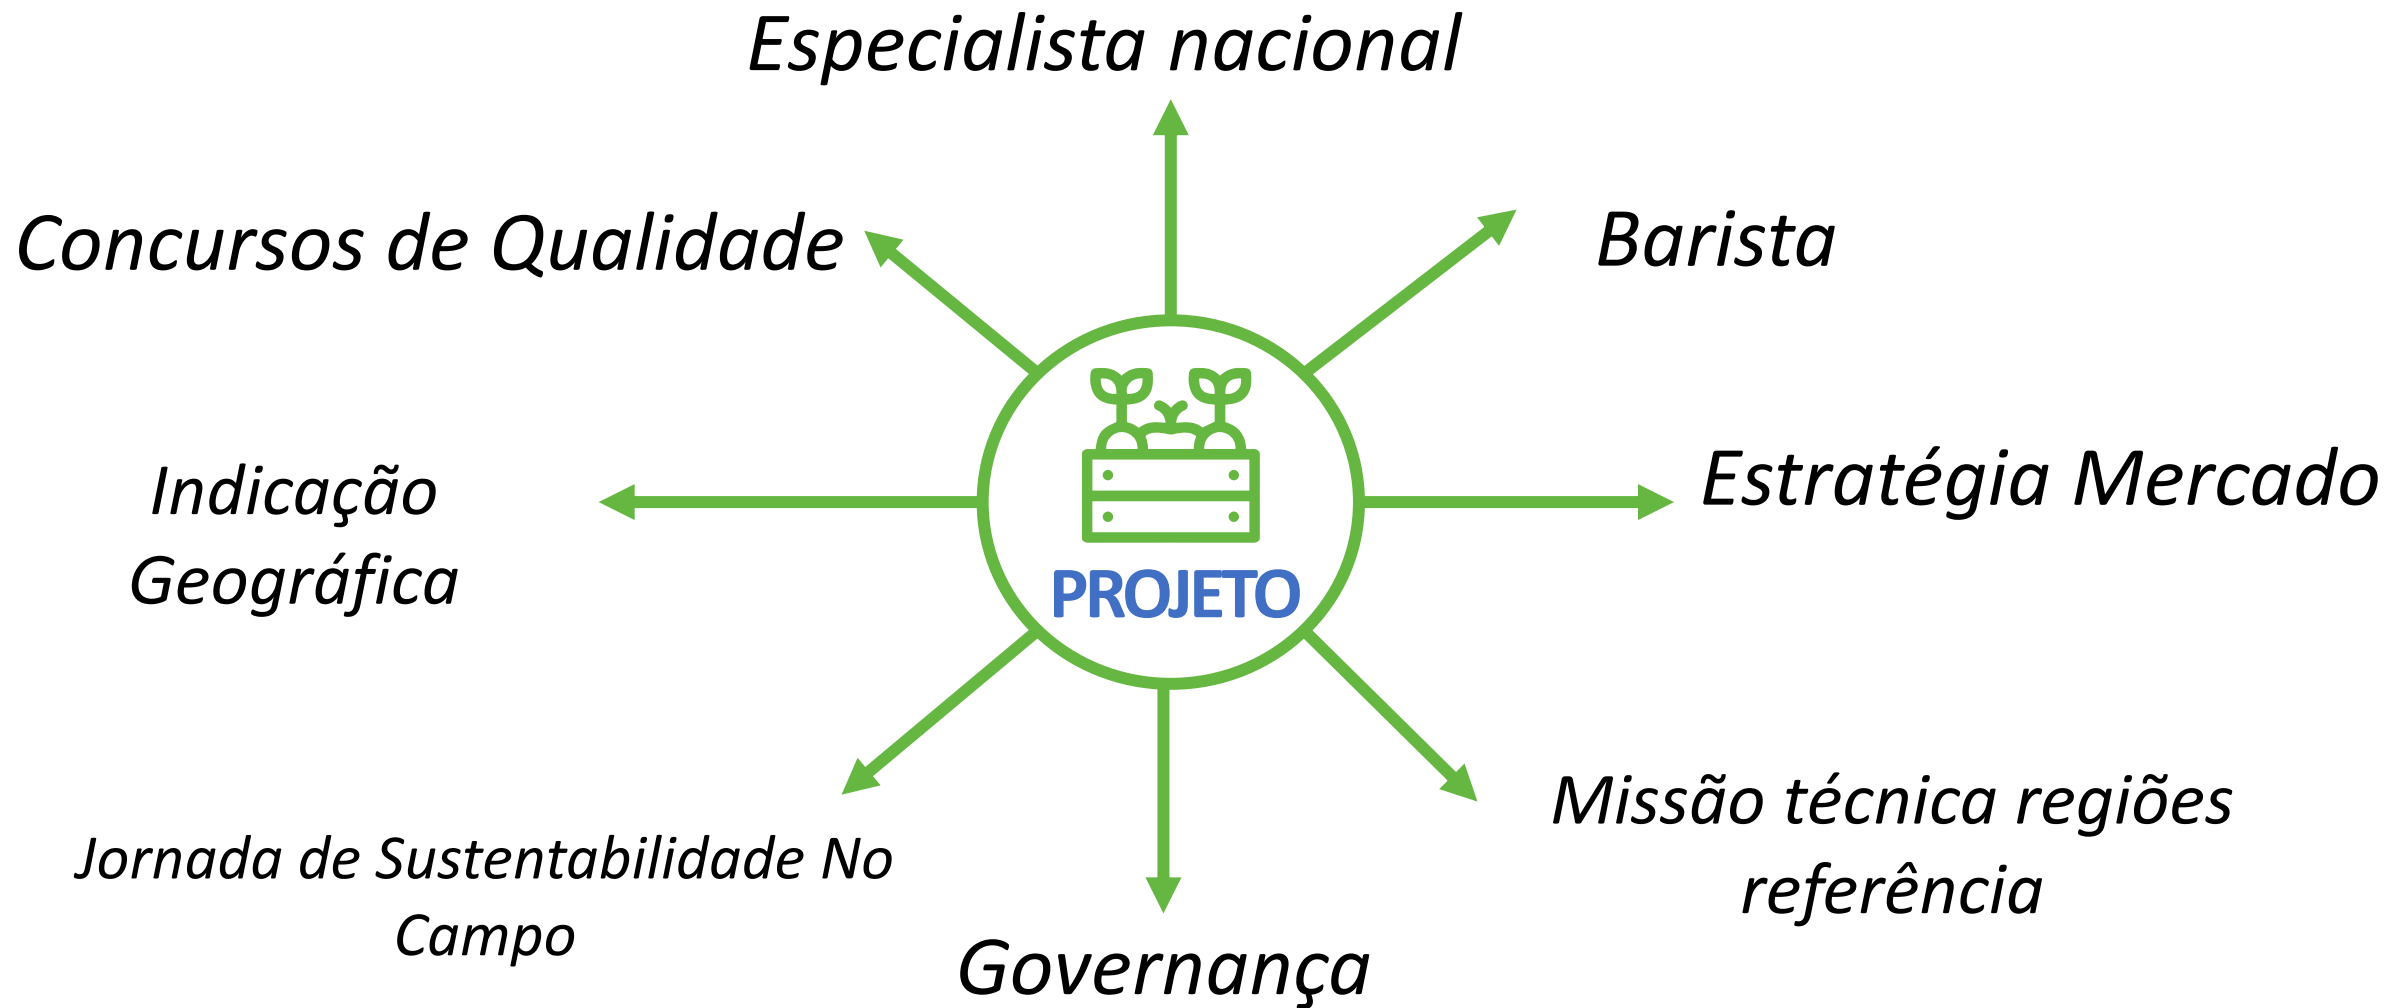 Especialista nacional
Concursos de Qualidade
Barista
Indicação
Geográfica
Estratégia Mercado
PROJETO
Jornada de Sustentabilidade No
Campo
Missão técnica regiões
referência
Governança